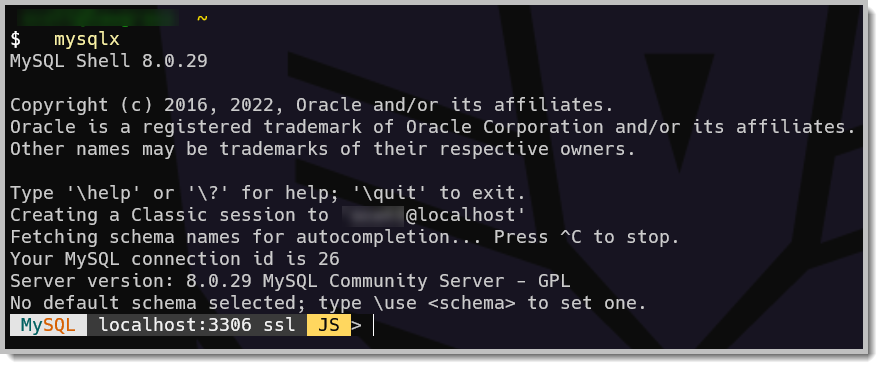 ~
$ mysqlx
MySQL Shell 8.0.29
Copyright (c) 2016, 2022, Oracle and/or its affiliates.
Oracle is a registered trademark of Oracle Corporation and/or its affiliates.
Other names may be trademarks of their respective owners.
Type '\help' or '\?' for help; '\quit' to exit.
Creating a Classic session to '@localhost'
Fetching schema names for autocompletion... Press ^C to stop.
Your MySQL connection id is 26
Server version: 8.0.29 MySQL Community Server - GPL
No default schema selected; type \use <schema> to set one.
MySQL localhost:3306 ssl JS >